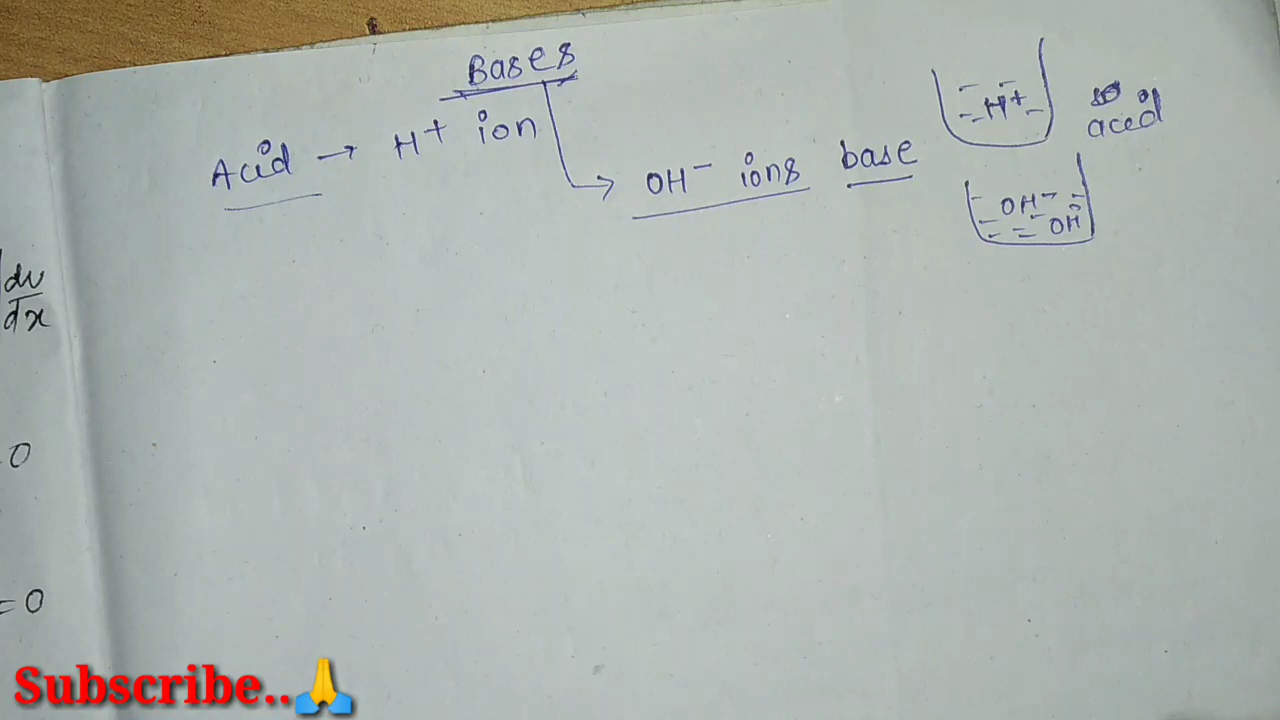 Bases
Acid → H+ ion
OH- ions base
H+
acid
OH-
OH
dv
dx
0
= 0
Subscribe..🙏